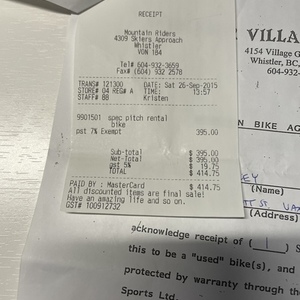 RECEIPT
Mountain Riders
4309 Skiers Approach
Whistler
V0N 1B4
Tel# 604-932-3659
Fax# (604) 932 2578
TRANS# 121300 DATE: Sat 26-Sep-2015
STORE# 04 REG# A TIME: 13:57
STAFF# 88 Kristen
9901501 spec pitch rental
bike
pst 7% Exempt 395.00
Sub-total $ 395.00
Net-Total $ 395.00
gst 5% $ 19.75
TOTAL $ 414.75
PAID BY : MasterCard $ 414.75
All discounted items are final sale!
Have an amazing life and so on.
GST# 100912732
VILLA
4154 Village G
Whistler, BC,
604-932
N BIKE A
EY
(Name)
ST
(Address)
acknowledge receipt of ( 1 ) S
this to be a "used" bike(s), and
protected by warranty through th
Sports Ltd.